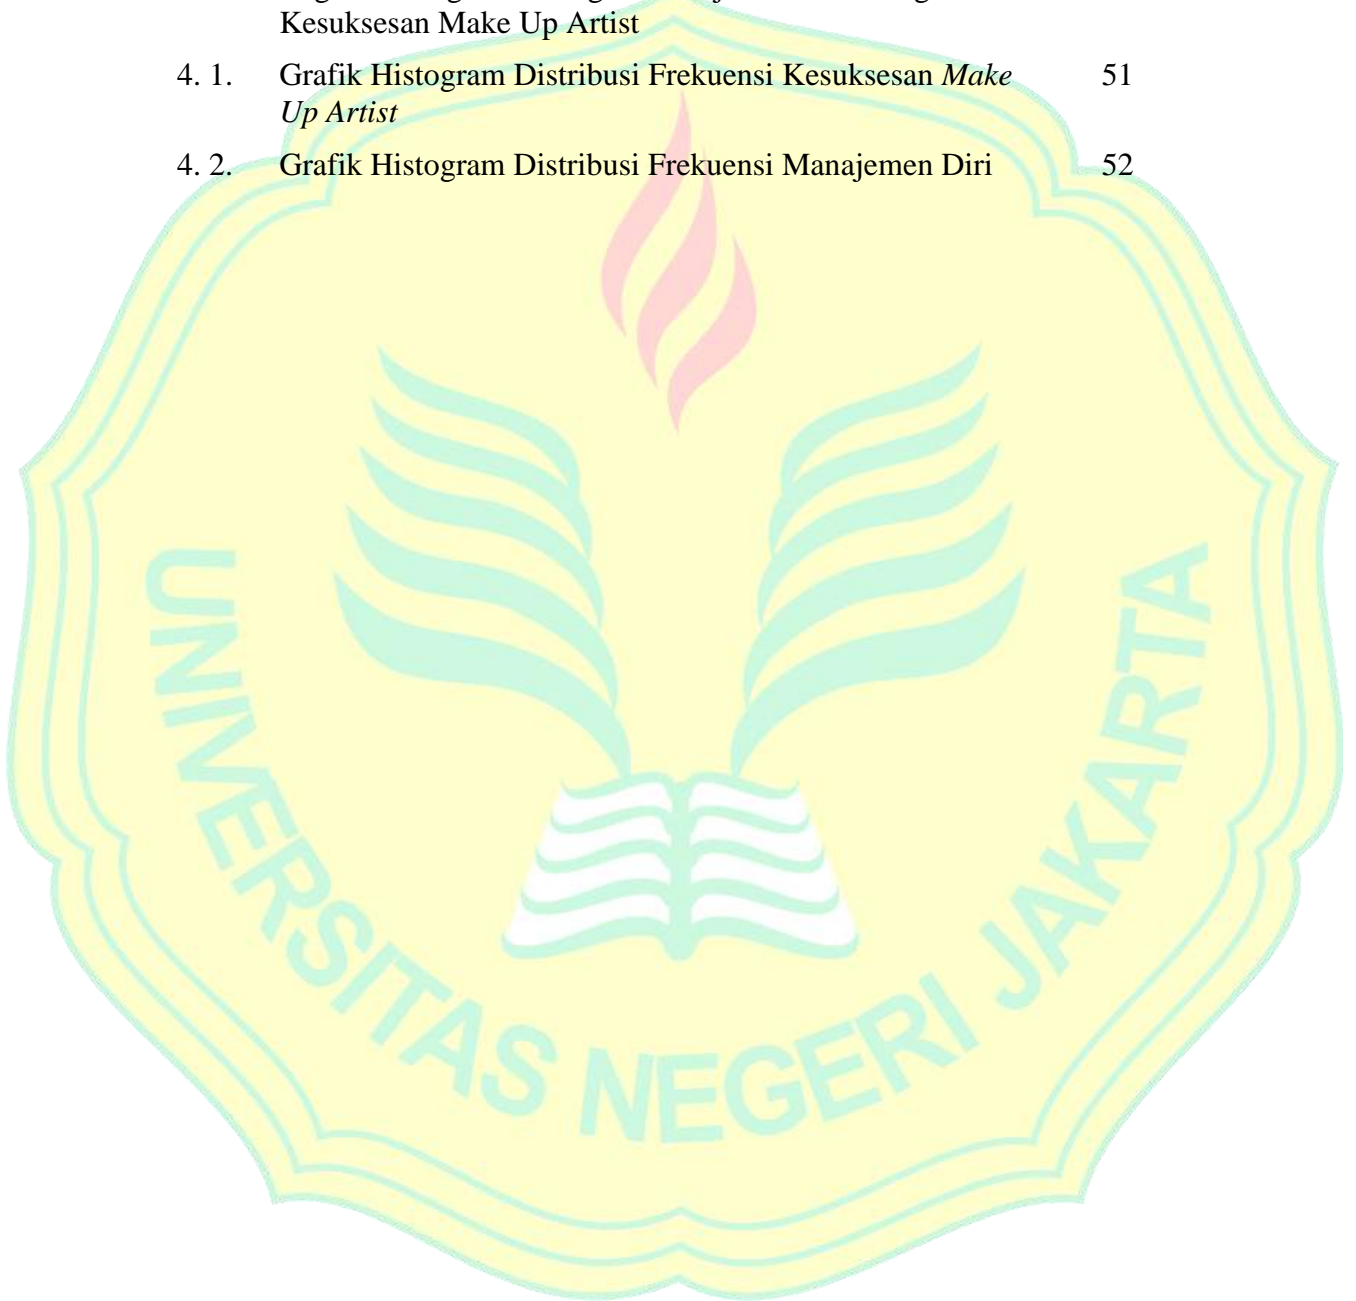 Kesuksesan Make Up Artist
4. 1. Grafik Histogram Distribusi Frekuensi Kesuksesan Make 51
Up Artist
4. 2. Grafik Histogram Distribusi Frekuensi Manajemen Diri 52
UNIVERSITAS NEGERI JAKARTA